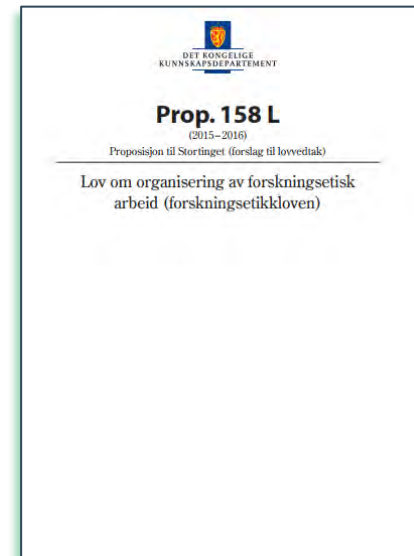 DET KONGELIGE
KUNNSKAPSDEPARTEMENT
Prop. 158 L
(2015–2016)
Proposisjon til Stortinget (forslag til lovvedtak)
Lov om organisering av forskningsetisk
arbeid (forskningsetikkloven)